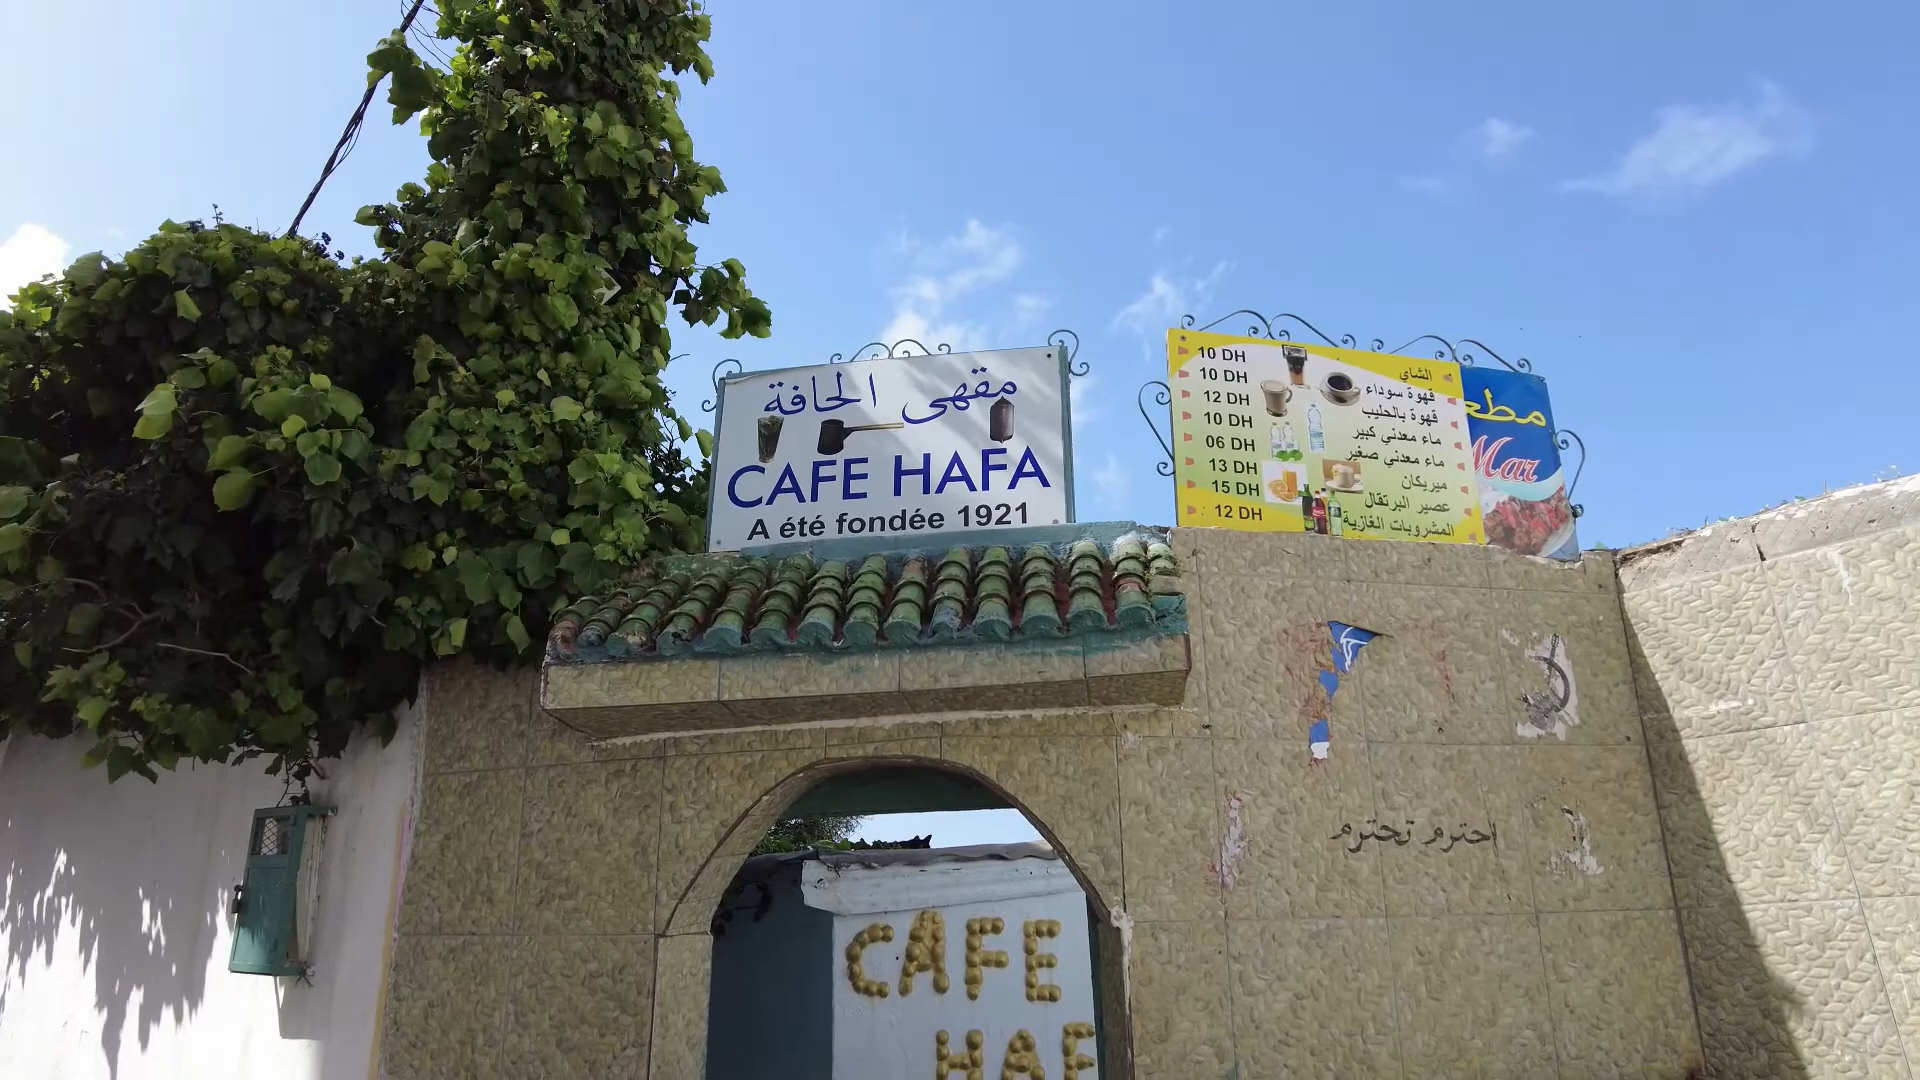 مقهى الحافة
CAFE HAFA
A été fondée 1921
الشاي 10 DH
قهوة سوداء 10 DH
قهوة بالحليب 12 DH
ماء معدني كبير 10 DH
ماء معدني صغير 06 DH
ميريكان 13 DH
عصير البرتقال 15 DH
المشروبات الغازية 12 DH
مطع
Mar
احترم تحترم
CAFE
HAF